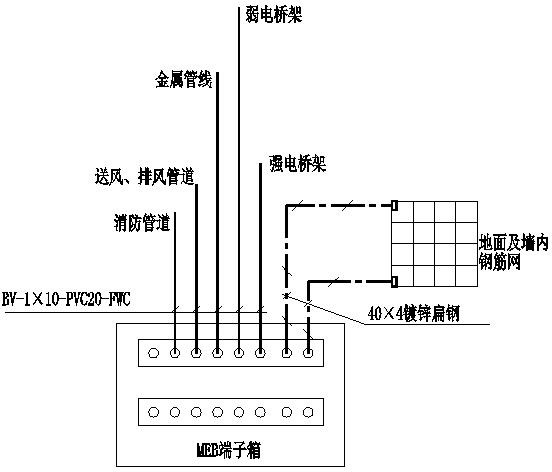 弱电桥架
金属管线
强电桥架
送风、排风管道
消防管道
地面及墙内
钢筋网
BV-1×10-PVC20-FWC
40×4镀锌扁钢
MEB端子箱